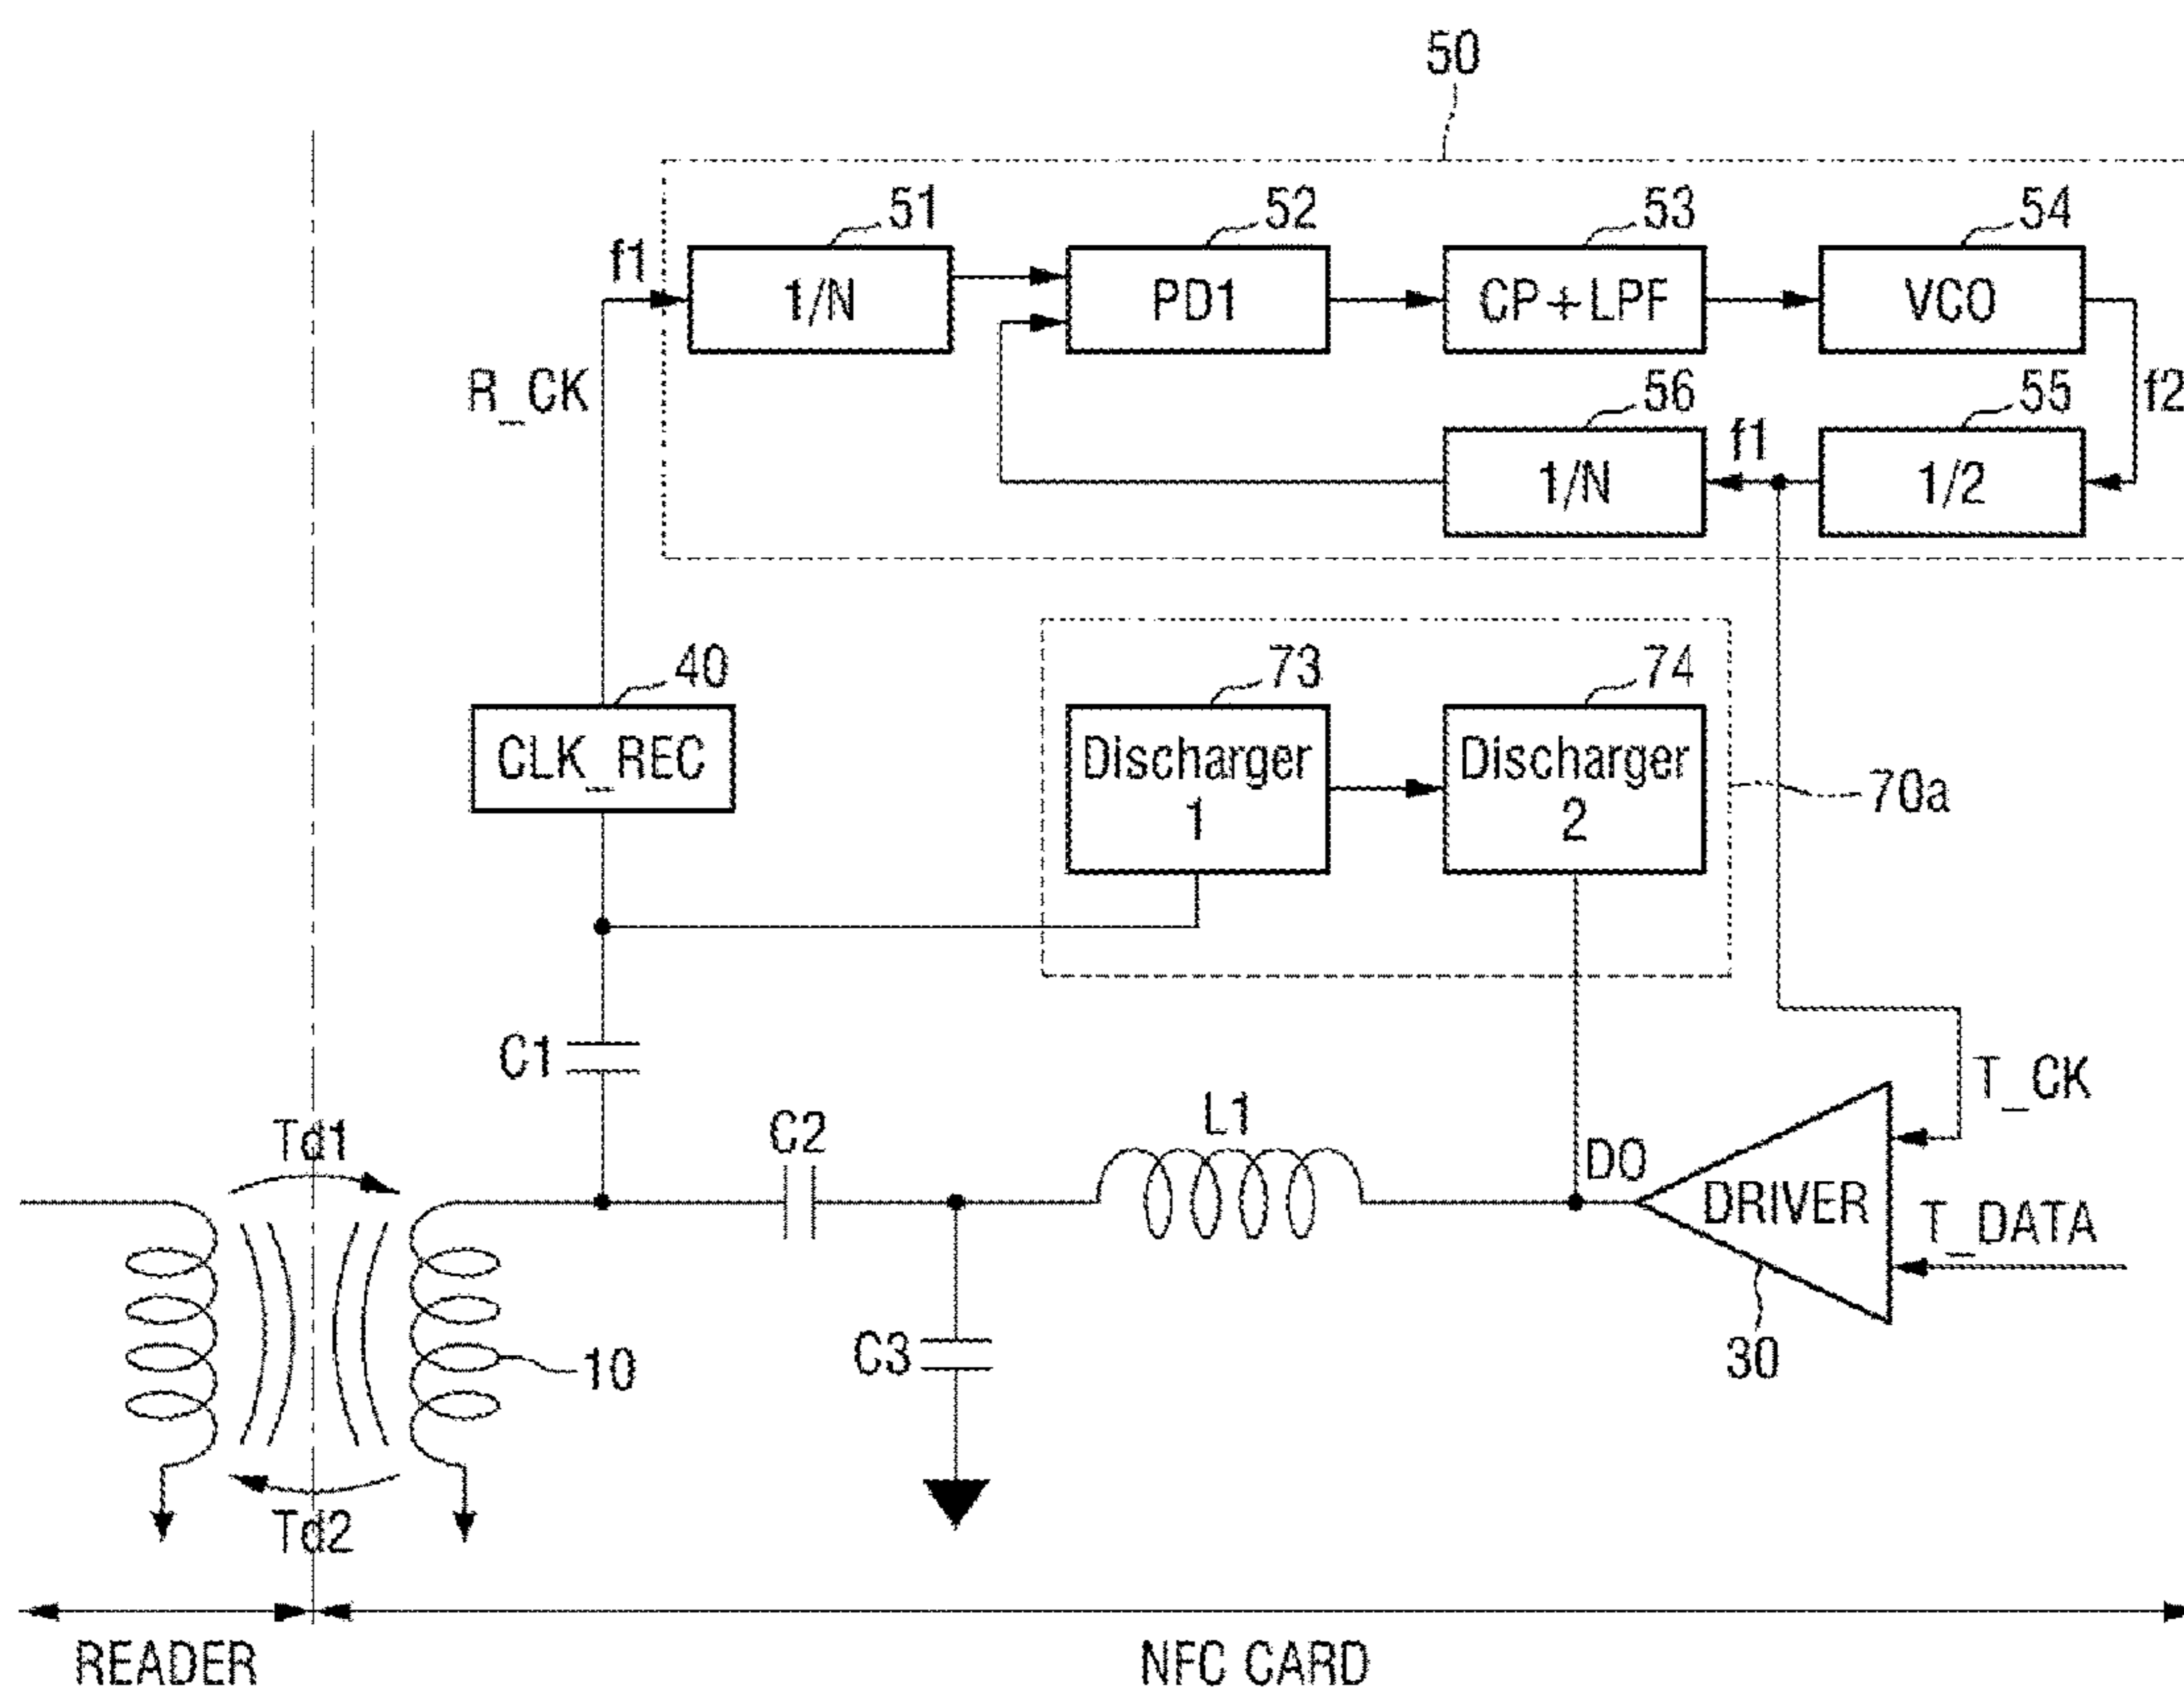 50
51
52
53
54
f1
1/N
PD1
CP+LPF
VCO
R_CK
56
55
f2
f1
1/N
1/2
40
73
74
CLK_REC
Discharger
1
Discharger
2
70a
C1
T_CK
Td1
C2
L1
DO
DRIVER
T_DATA
10
C3
30
Td2
READER
NFC CARD